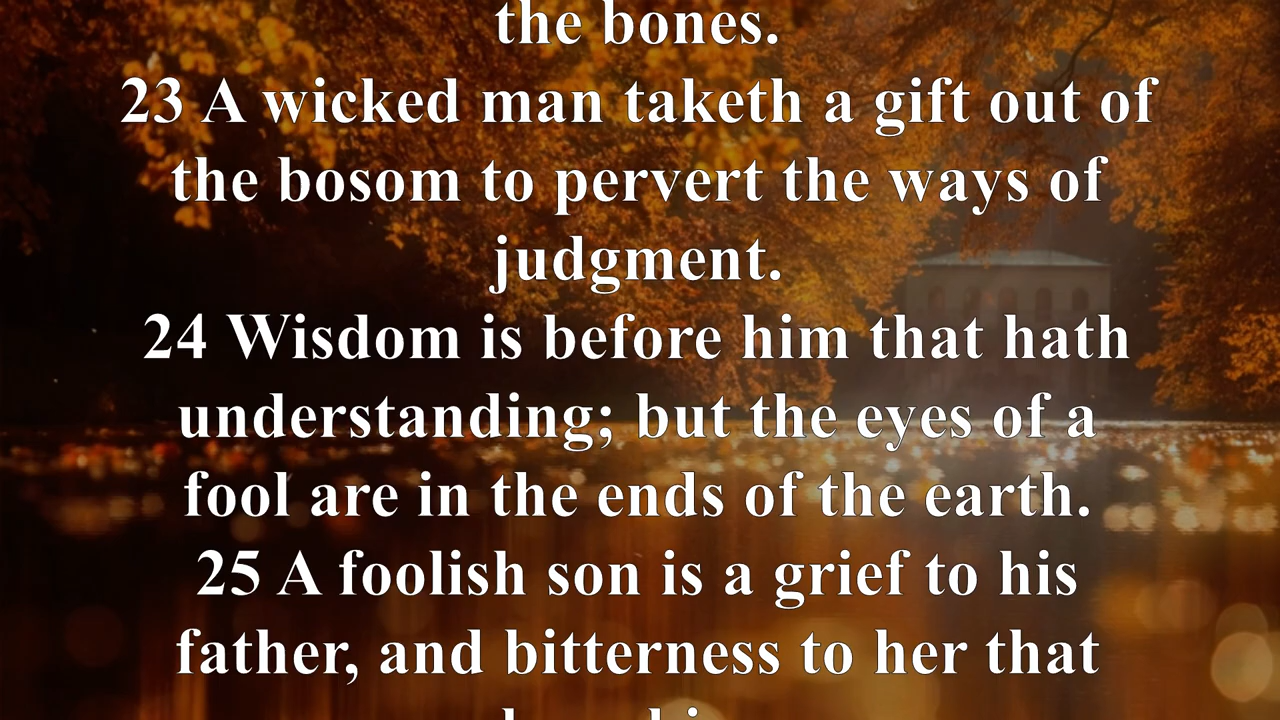 the bones.
23 A wicked man taketh a gift out of
the bosom to pervert the ways of
judgment.
24 Wisdom is before him that hath
understanding; but the eyes of a
fool are in the ends of the earth.
25 A foolish son is a grief to his
father, and bitterness to her that